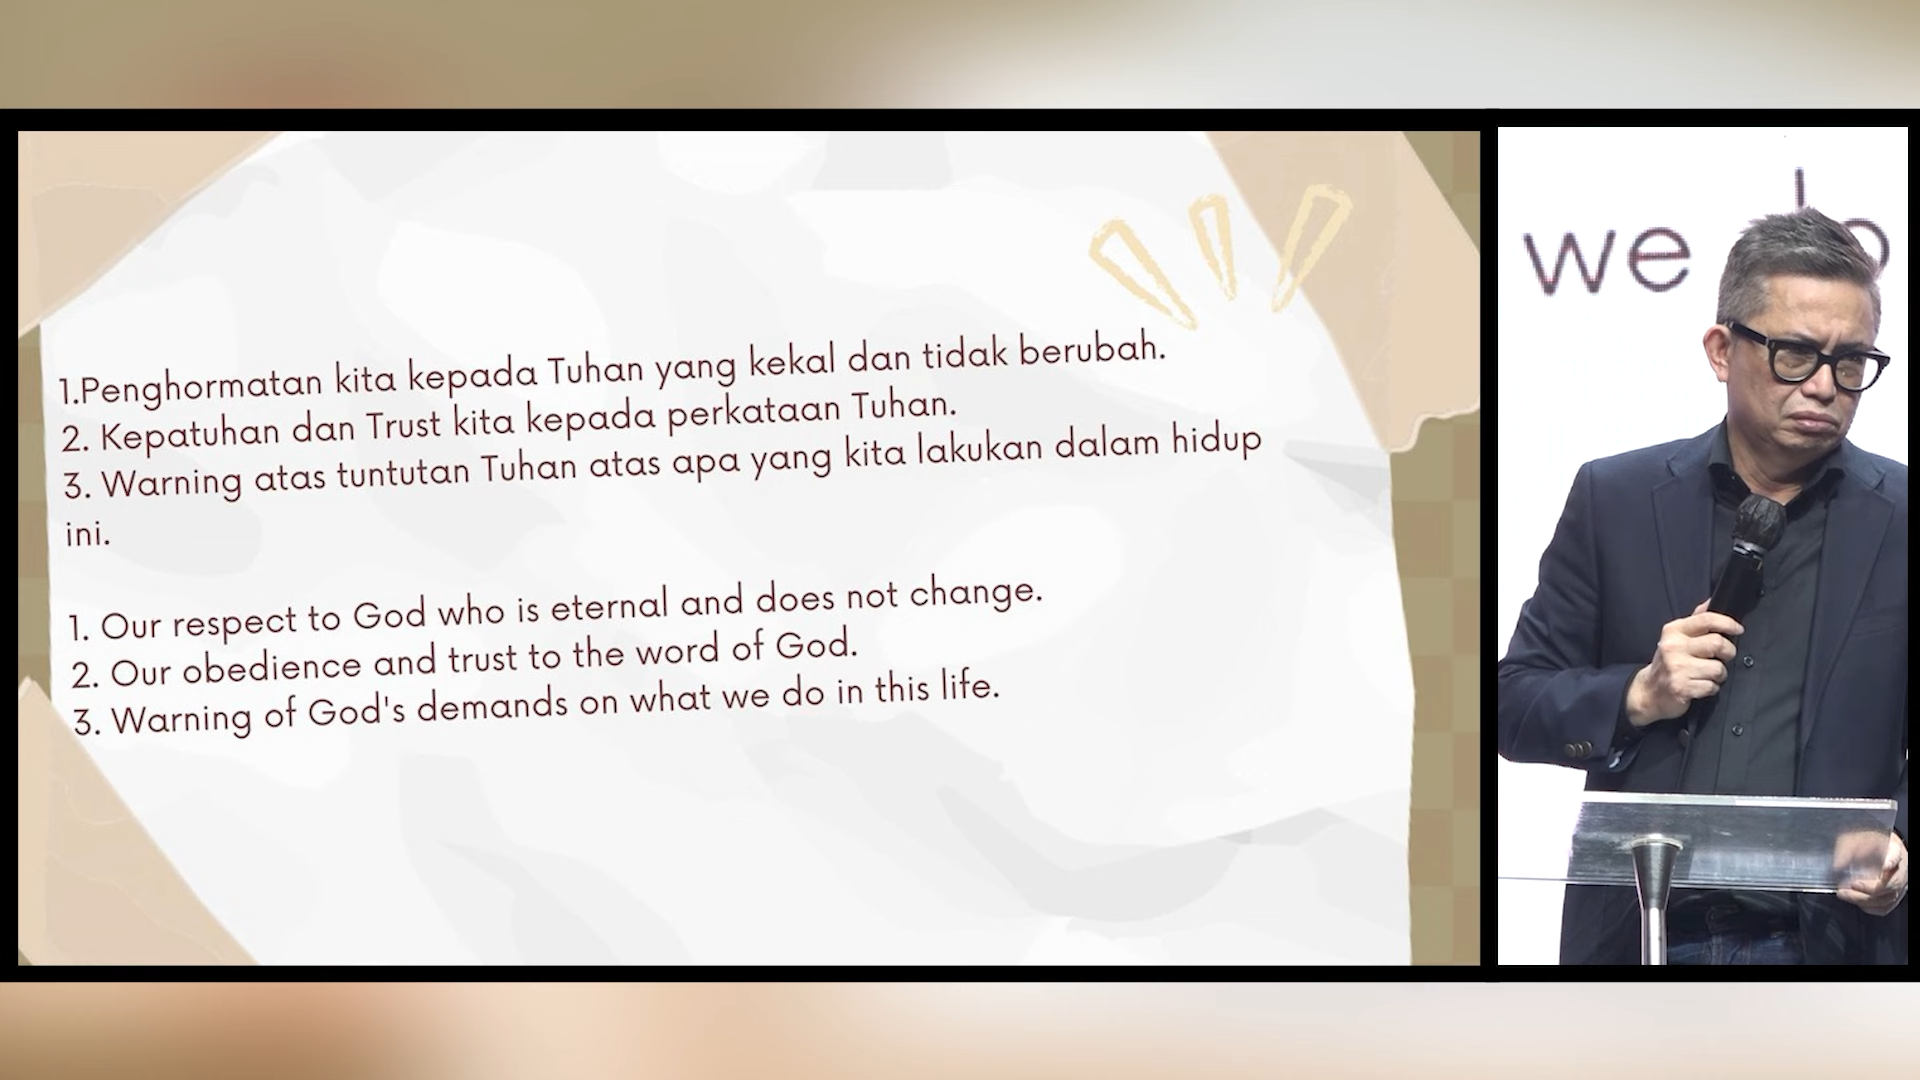 1.Penghormatan kita kepada Tuhan yang kekal dan tidak berubah.
2. Kepatuhan dan Trust kita kepada perkataan Tuhan.
3. Warning atas tuntutan Tuhan atas apa yang kita lakukan dalam hidup
ini.
1. Our respect to God who is eternal and does not change.
2. Our obedience and trust to the word of God.
3. Warning of God's demands on what we do in this life.
we